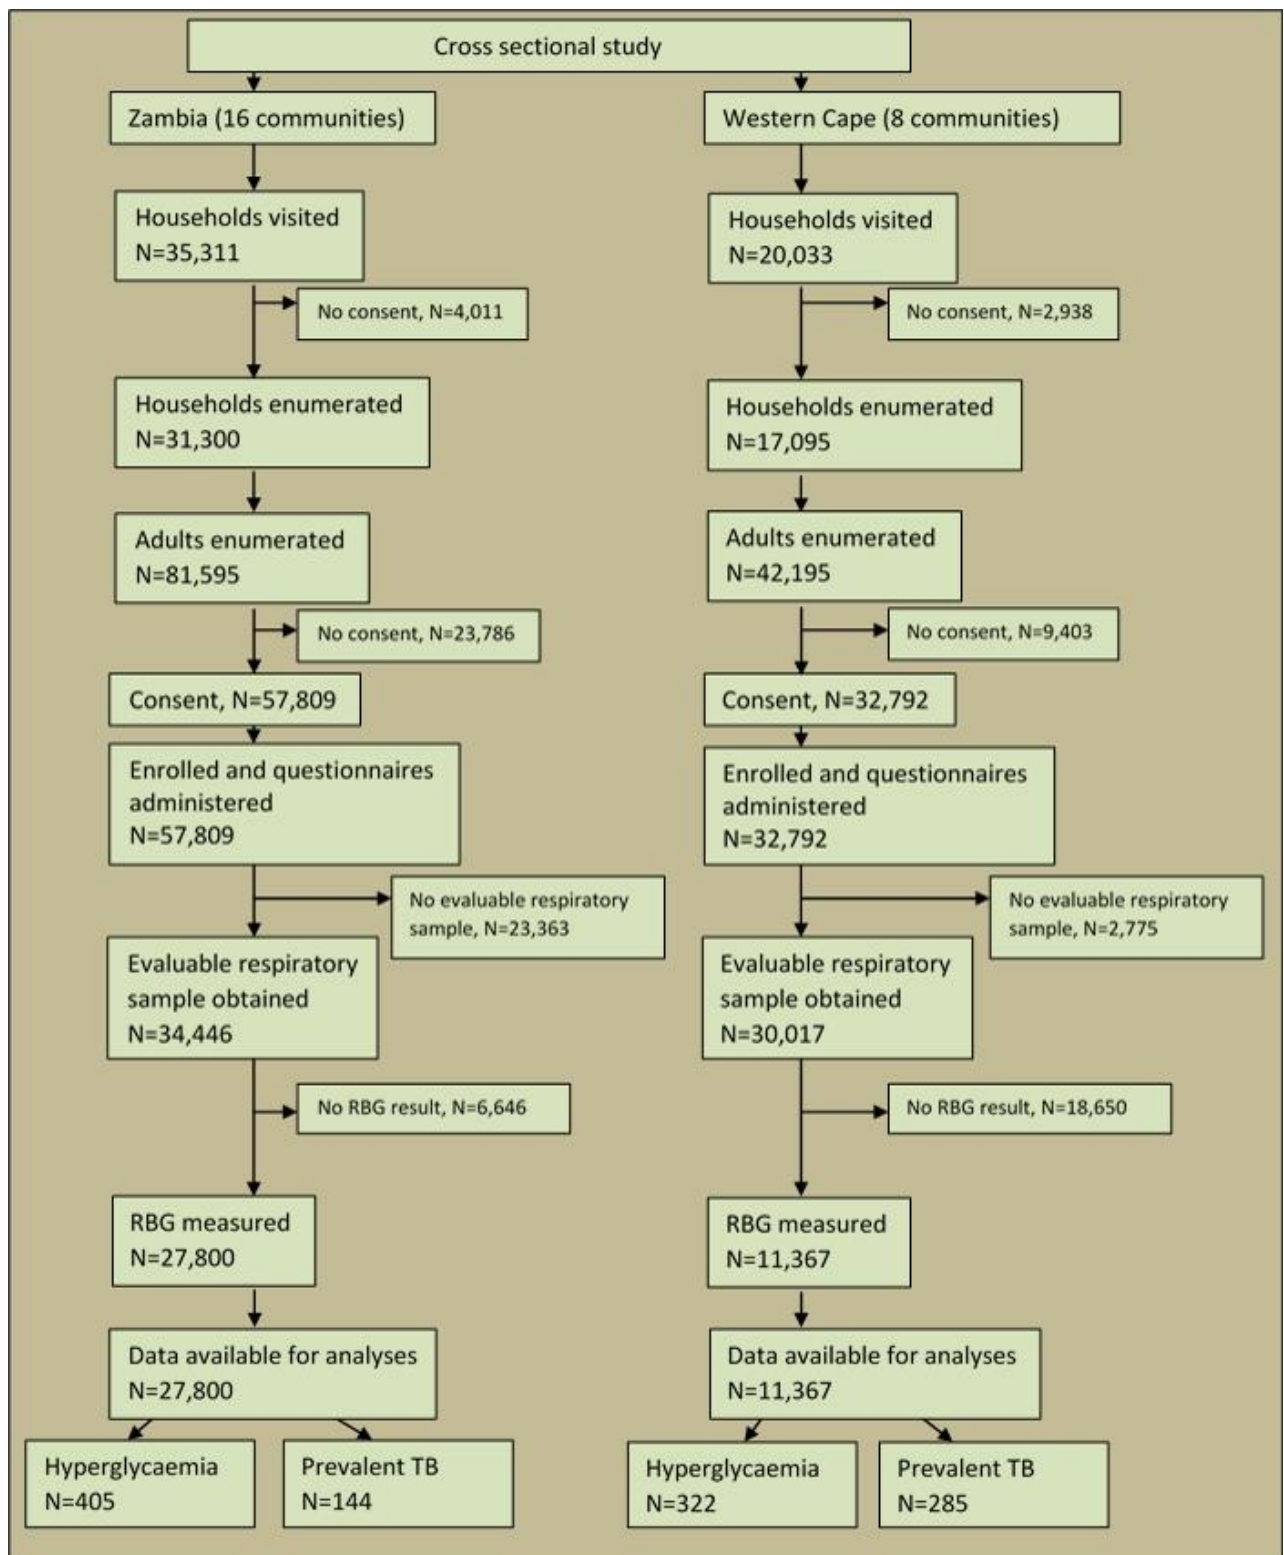 Cross sectional study
Zambia (16 communities)
Households visited
N=35,311
No consent, N=4,011
Households enumerated
N=31,300
Adults enumerated
N=81,595
No consent, N=23,786
Consent, N=57,809
Enrolled and questionnaires
administered
N=57,809
No evaluable respiratory
sample, N=23,363
Evaluable respiratory
sample obtained
N=34,446
No RBG result, N=6,646
RBG measured
N=27,800
Data available for analyses
N=27,800
Hyperglycaemia
N=405
Prevalent TB
N=144
Western Cape (8 communities)
Households visited
N=20,033
No consent, N=2,938
Households enumerated
N=17,095
Adults enumerated
N=42,195
No consent, N=9,403
Consent, N=32,792
Enrolled and questionnaires
administered
N=32,792
No evaluable respiratory
sample, N=2,775
Evaluable respiratory
sample obtained
N=30,017
No RBG result, N=18,650
RBG measured
N=11,367
Data available for analyses
N=11,367
Hyperglycaemia
N=322
Prevalent TB
N=285